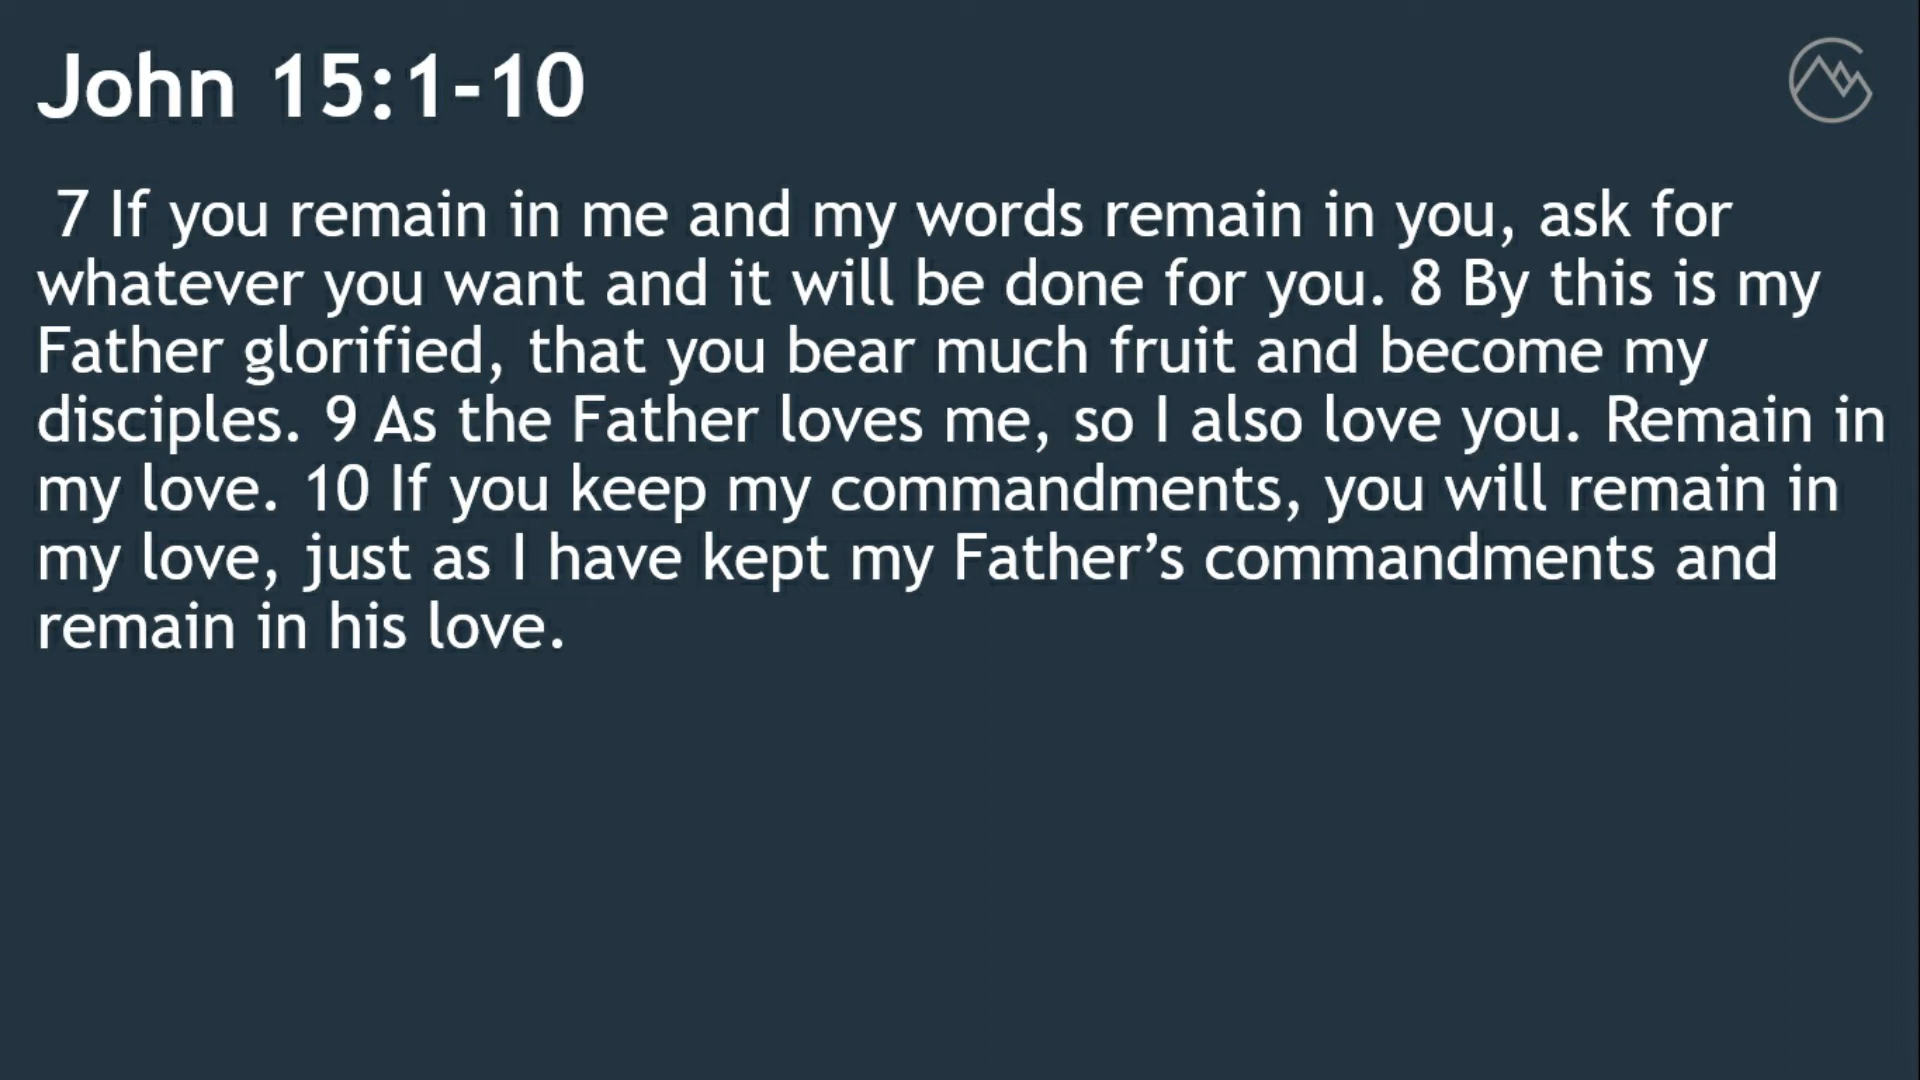 John 15:1-10
7 If you remain in me and my words remain in you, ask for
whatever you want and it will be done for you. 8 By this is my
Father glorified, that you bear much fruit and become my
disciples. 9 As the Father loves me, so I also love you. Remain in
my love. 10 If you keep my commandments, you will remain in
my love, just as I have kept my Father’s commandments and
remain in his love.